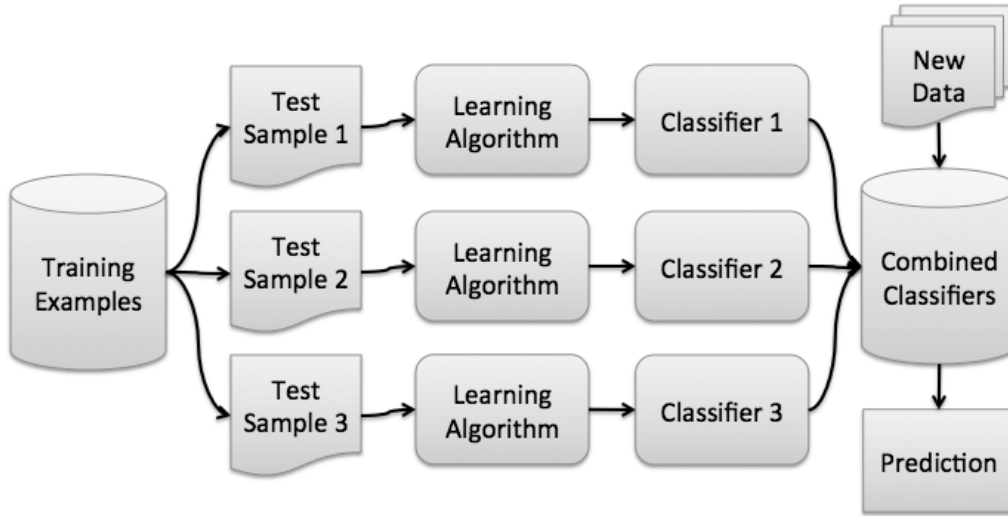 Training
Examples
Test
Sample 1
Learning
Algorithm
Classifier 1
Test
Sample 2
Learning
Algorithm
Classifier 2
Test
Sample 3
Learning
Algorithm
Classifier 3
New
Data
Combined
Classifiers
Prediction